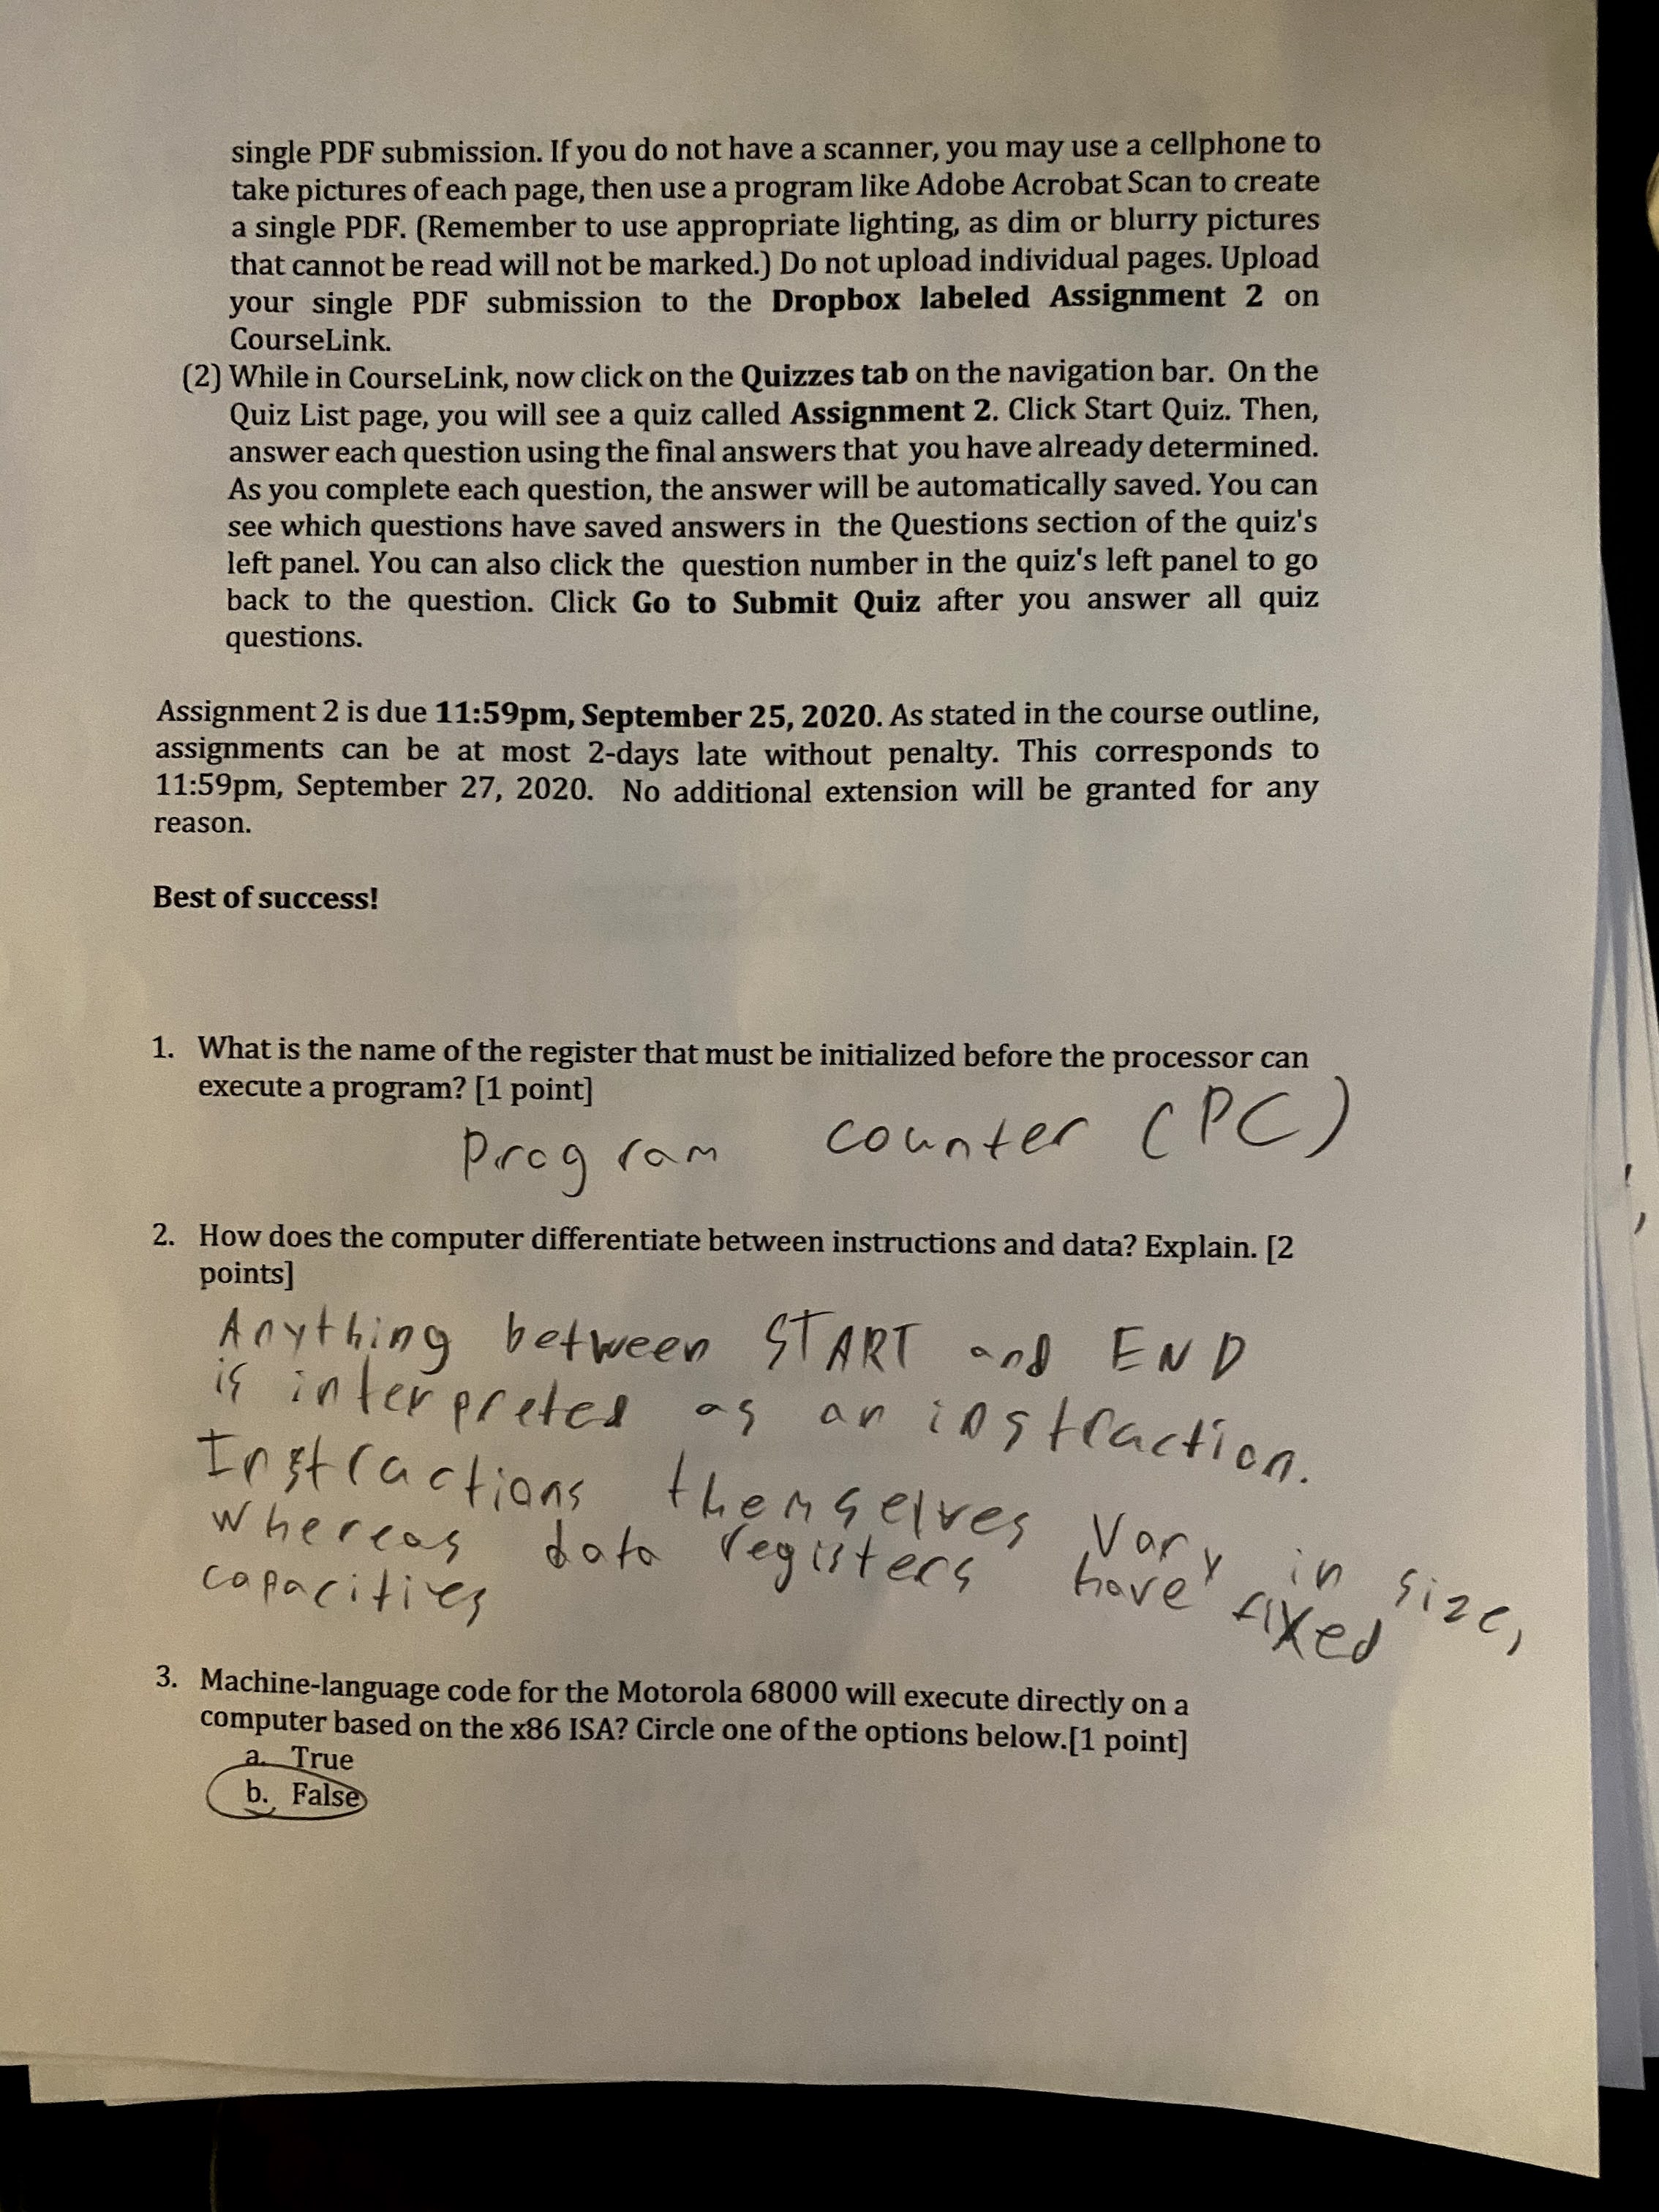 single PDF submission. If you do not have a scanner, you may use a cellphone to
take pictures of each page, then use a program like Adobe Acrobat Scan to create
a single PDF. (Remember to use appropriate lighting, as dim or blurry pictures
that cannot be read will not be marked.) Do not upload individual pages. Upload
your single PDF submission to the Dropbox labeled Assignment 2 on
CourseLink.
(2) While in CourseLink, now click on the Quizzes tab on the navigation bar. On the
Quiz List page, you will see a quiz called Assignment 2. Click Start Quiz. Then,
answer each question using the final answers that you have already determined.
As you complete each question, the answer will be automatically saved. You can
see which questions have saved answers in the Questions section of the quiz's
left panel. You can also click the question number in the quiz's left panel to go
back to the question. Click Go to Submit Quiz after you answer all quiz
questions.
Assignment 2 is due 11:59pm, September 25, 2020. As stated in the course outline,
assignments can be at most 2-days late without penalty. This corresponds to
11:59pm, September 27, 2020. No additional extension will be granted for any
reason.
Best of success!
1. What is the name of the register that must be initialized before the processor can
execute a program? [1 point]
Program counter (PC)
2. How does the computer differentiate between instructions and data? Explain. [2
points]
Anything between START and END
is interpreted as an instraction.
Instractions themselves vary in size,
whereas data registers have fixed
capacities
3. Machine-language code for the Motorola 68000 will execute directly on a
computer based on the x86 ISA? Circle one of the options below.[1 point]
a. True
b. False